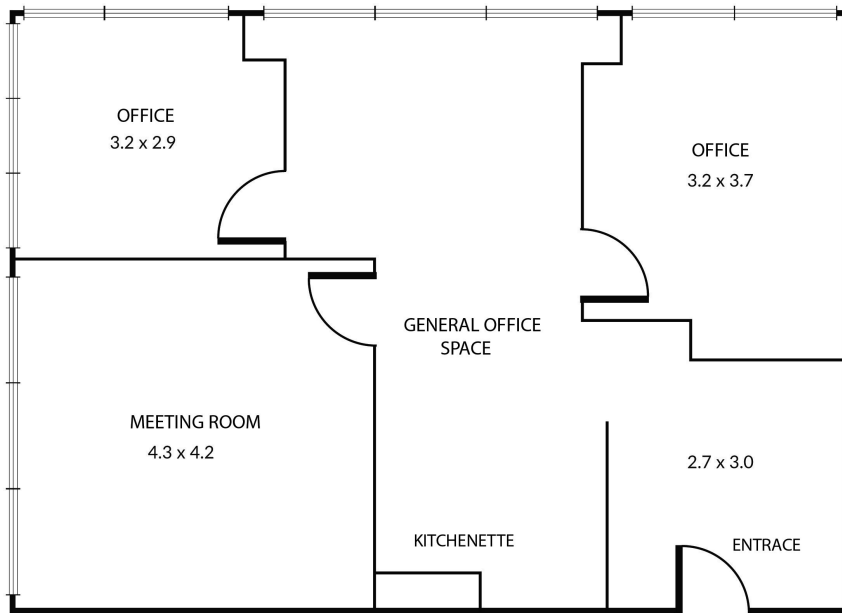 OFFICE
3.2 x 2.9
OFFICE
3.2 x 3.7
GENERAL OFFICE
SPACE
MEETING ROOM
4.3 x 4.2
2.7 x 3.0
KITCHENETTE
ENTRACE